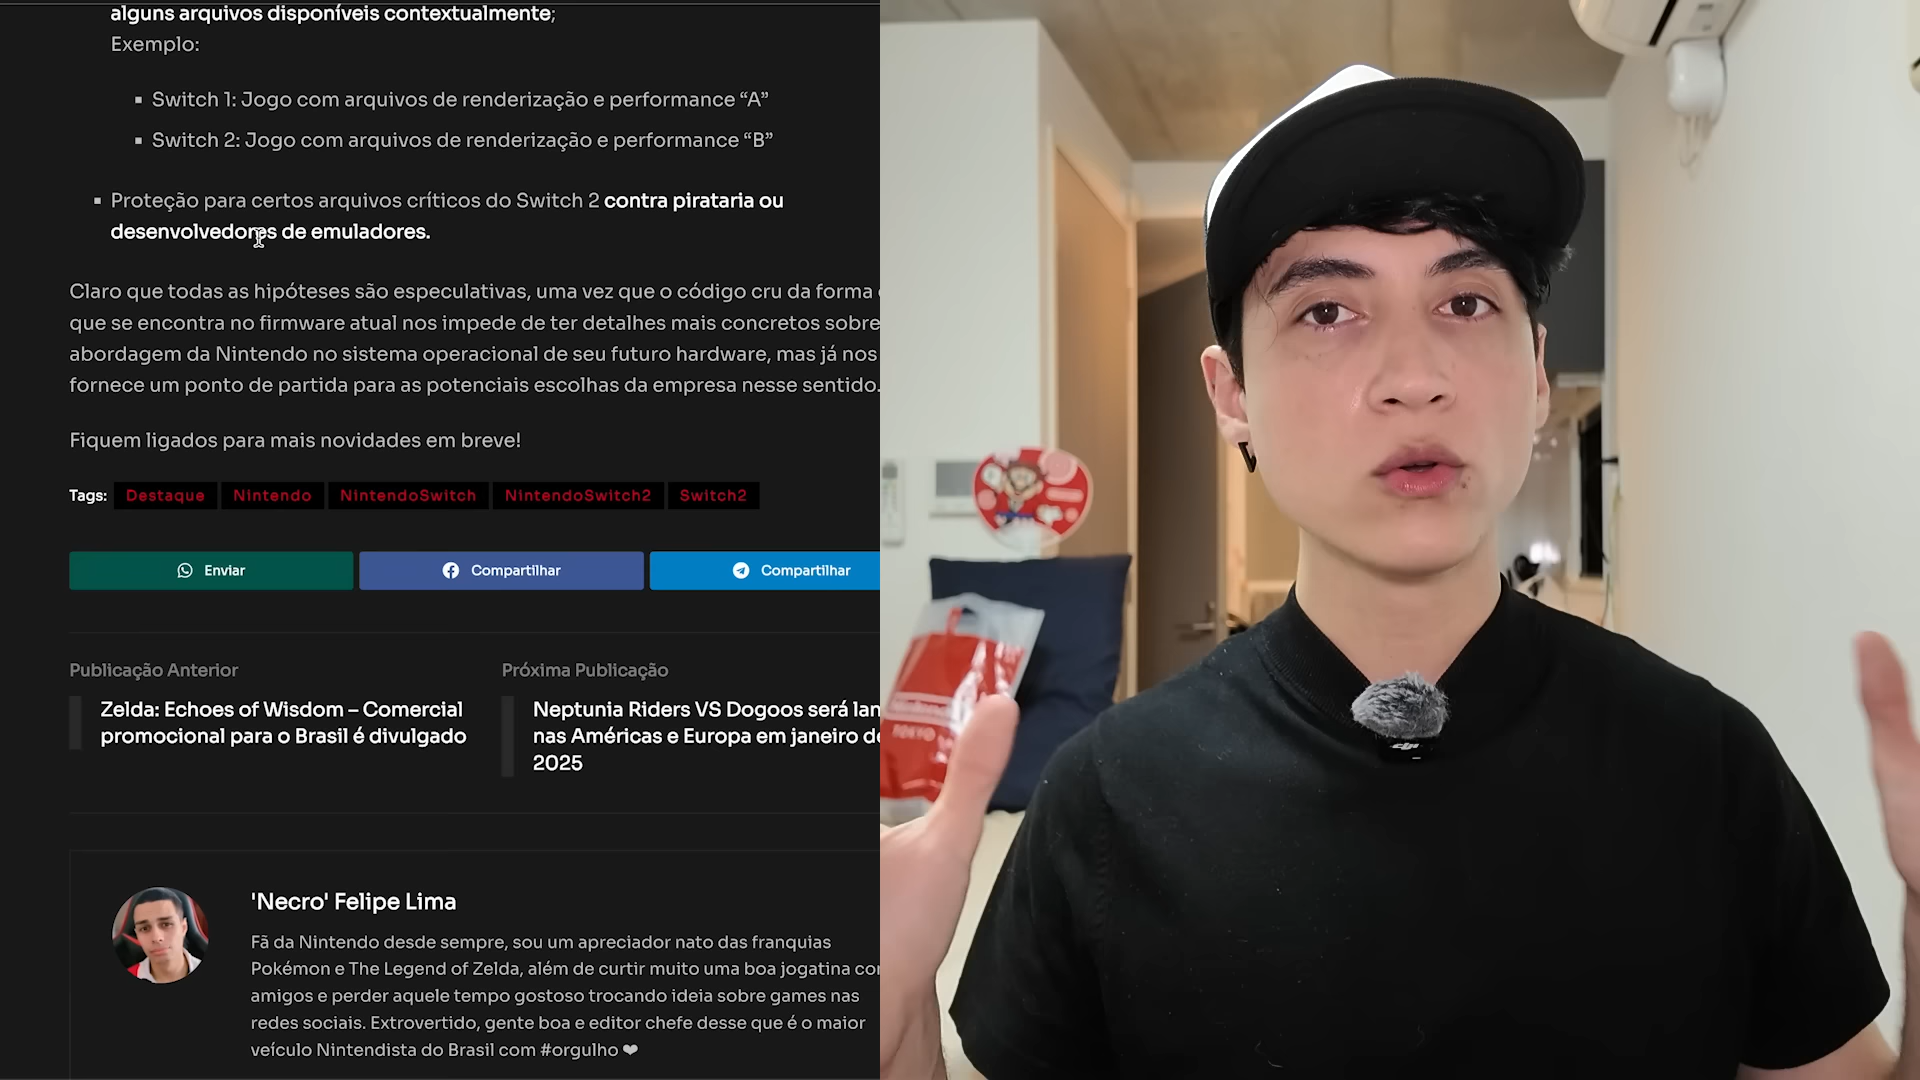 alguns arquivos disponíveis contextualmente;
Exemplo:
▪ Switch 1: Jogo com arquivos de renderização e performance “A”
▪ Switch 2: Jogo com arquivos de renderização e performance “B”
▪ Proteção para certos arquivos críticos do Switch 2 contra pirataria ou
desenvolvedores de emuladores.
Claro que todas as hipóteses são especulativas, uma vez que o código cru da forma
que se encontra no firmware atual nos impede de ter detalhes mais concretos sobre
abordagem da Nintendo no sistema operacional de seu futuro hardware, mas já nos
fornece um ponto de partida para as potenciais escolhas da empresa nesse sentido.
Fiquem ligados para mais novidades em breve!
Tags: Destaque Nintendo NintendoSwitch NintendoSwitch2 Switch2
Enviar Compartilhar Compartilhar
Publicação Anterior
Zelda: Echoes of Wisdom – Comercial
promocional para o Brasil é divulgado
Próxima Publicação
Neptunia Riders VS Dogoos será lan
nas Américas e Europa em janeiro de
2025
'Necro' Felipe Lima
Fã da Nintendo desde sempre, sou um apreciador nato das franquias
Pokémon e The Legend of Zelda, além de curtir muito uma boa jogatina com
amigos e perder aquele tempo gostoso trocando ideia sobre games nas
redes sociais. Extrovertido, gente boa e editor chefe desse que é o maior
veículo Nintendista do Brasil com #orgulho ❤
dji